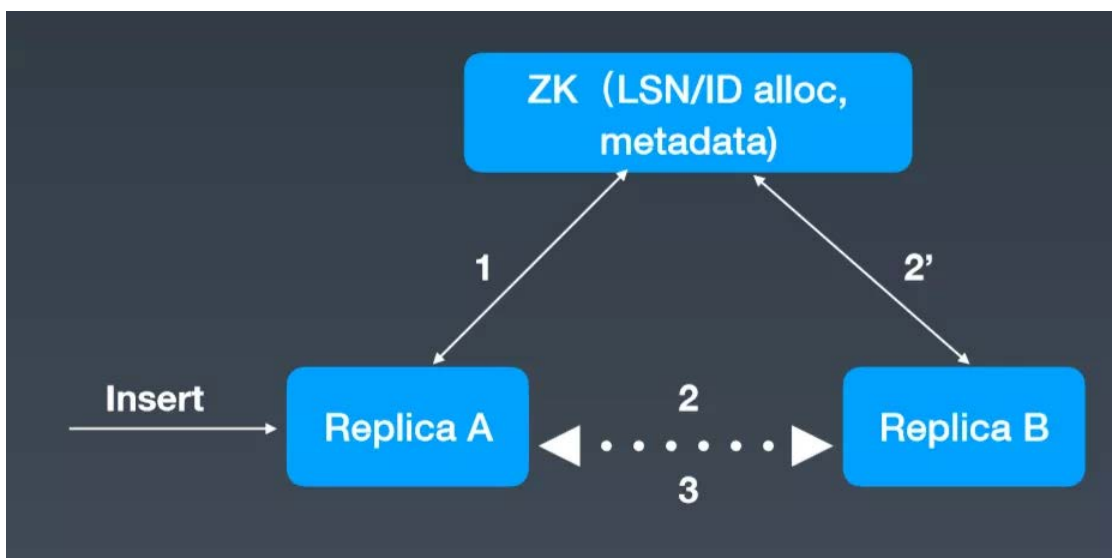 ZK（LSN/ID alloc,
metadata)
1
2’
Insert
Replica A
2
3
Replica B